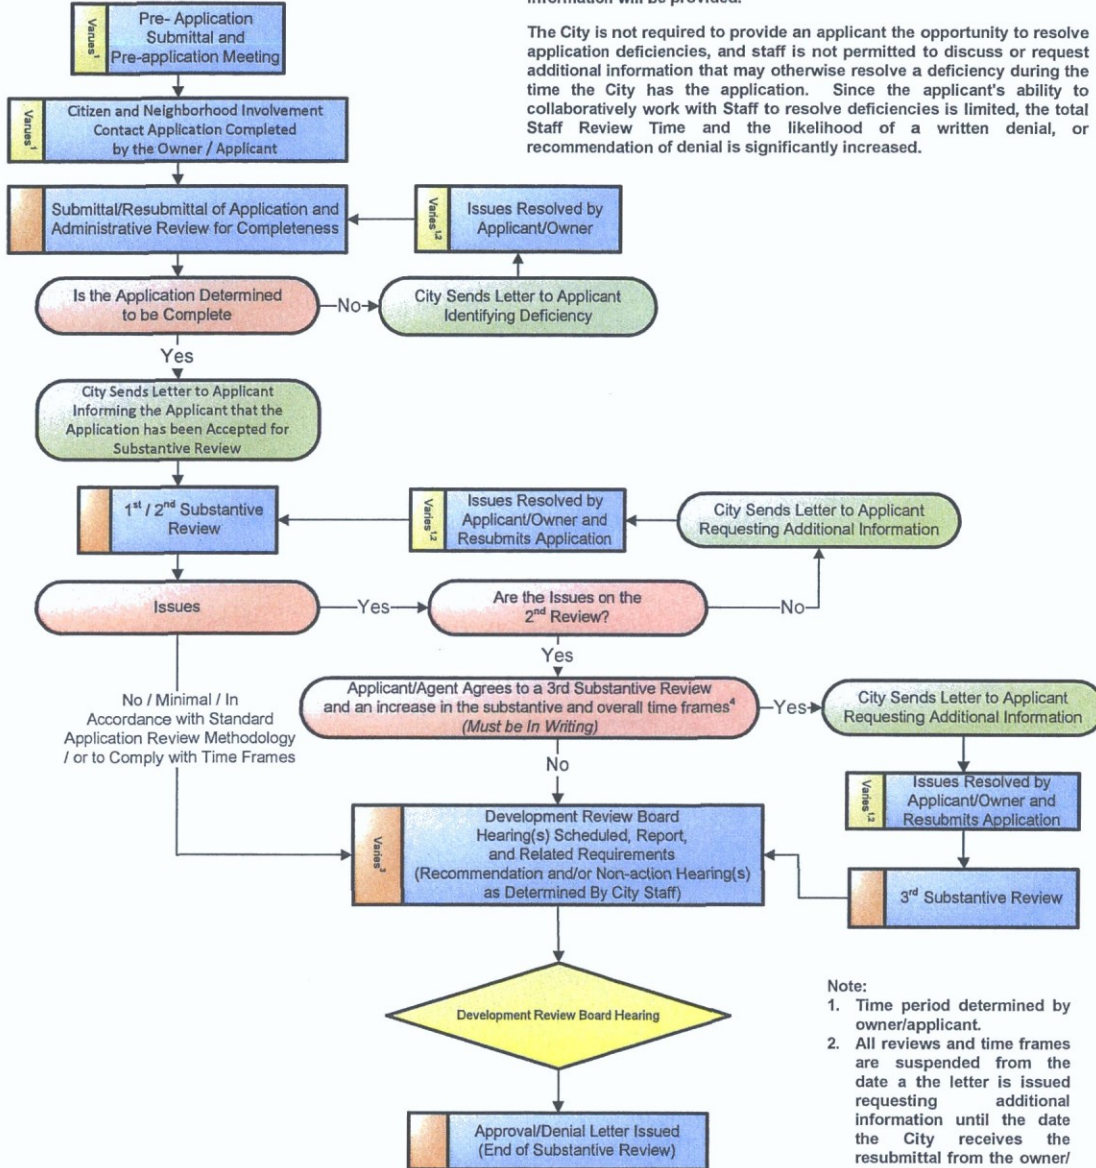 information will be provided.
The City is not required to provide an applicant the opportunity to resolve
application deficiencies, and staff is not permitted to discuss or request
additional information that may otherwise resolve a deficiency during the
time the City has the application. Since the applicant's ability to
collaboratively work with Staff to resolve deficiencies is limited, the total
Staff Review Time and the likelihood of a written denial, or
recommendation of denial is significantly increased.
Varues¹
Pre- Application
Submittal and
Pre-application Meeting
Varues¹
Citizen and Neighborhood Involvement
Contact Application Completed
by the Owner / Applicant
Submittal/Resubmittal of Application and
Administrative Review for Completeness
Varies¹,²
Issues Resolved by
Applicant/Owner
Is the Application Determined
to be Complete
No
City Sends Letter to Applicant
Identifying Deficiency
Yes
City Sends Letter to Applicant
Informing the Applicant that the
Application has been Accepted for
Substantive Review
1st / 2nd Substantive
Review
Varies¹,²
Issues Resolved by
Applicant/Owner and
Resubmits Application
City Sends Letter to Applicant
Requesting Additional Information
Issues
Yes
Are the Issues on the
2nd Review?
No
Yes
No / Minimal / In
Accordance with Standard
Application Review Methodology
/ or to Comply with Time Frames
Applicant/Agent Agrees to a 3rd Substantive Review
and an increase in the substantive and overall time frames⁴
(Must be In Writing)
Yes
City Sends Letter to Applicant
Requesting Additional Information
No
Varies¹,²
Issues Resolved by
Applicant/Owner and
Resubmits Application
Varies³
Development Review Board
Hearing(s) Scheduled, Report,
and Related Requirements
(Recommendation and/or Non-action Hearing(s)
as Determined By City Staff)
3rd Substantive Review
Development Review Board Hearing
Approval/Denial Letter Issued
(End of Substantive Review)
Note:
1. Time period determined by
owner/applicant.
2. All reviews and time frames
are suspended from the
date a the letter is issued
requesting additional
information until the date
the City receives the
resubmittal from the owner/